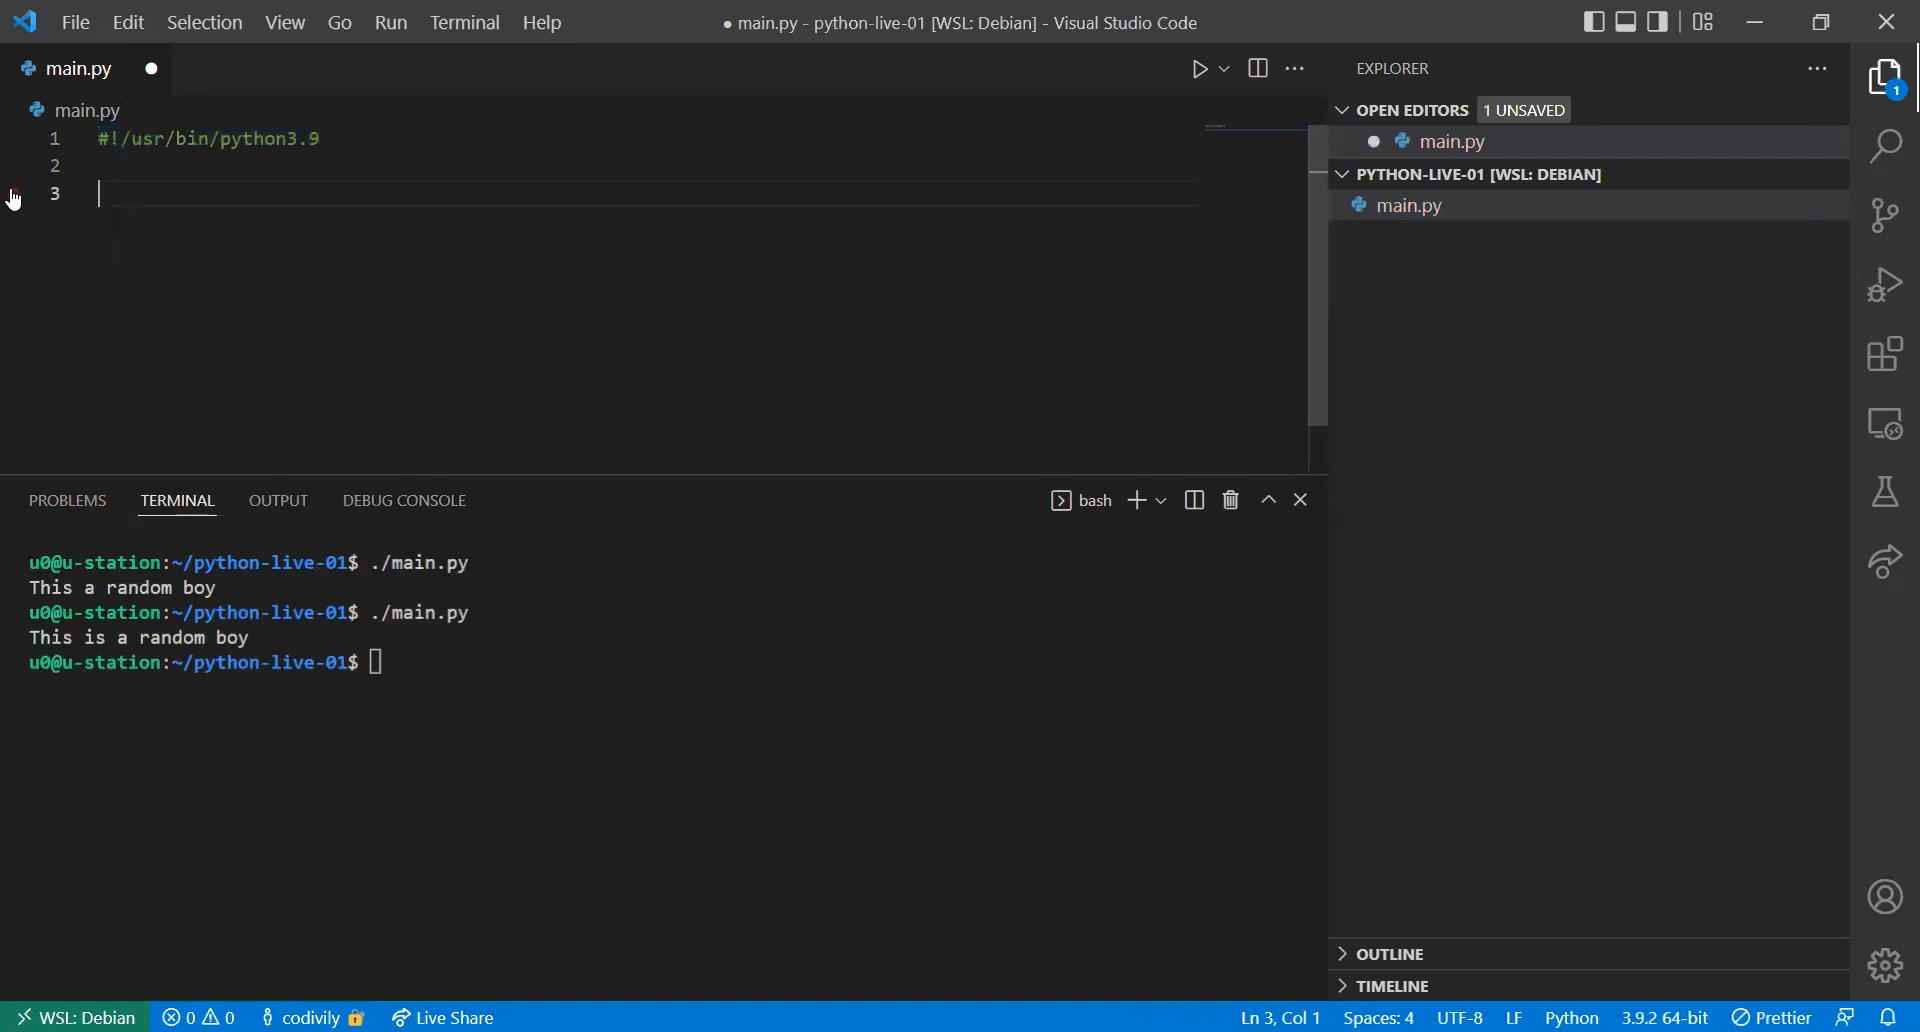 File Edit Selection View Go Run Terminal Help
● main.py - python-live-01 [WSL: Debian] - Visual Studio Code
main.py
main.py
1 #!/usr/bin/python3.9
2
3
EXPLORER
OPEN EDITORS 1 UNSAVED
main.py
PYTHON-LIVE-01 [WSL: DEBIAN]
main.py
1
PROBLEMS TERMINAL OUTPUT DEBUG CONSOLE
bash
u0@u-station:~/python-live-01$ ./main.py
This a random boy
u0@u-station:~/python-live-01$ ./main.py
This is a random boy
u0@u-station:~/python-live-01$
OUTLINE
TIMELINE
WSL: Debian 0 0 codivily Live Share
Ln 3, Col 1 Spaces: 4 UTF-8 LF Python 3.9.2 64-bit Prettier